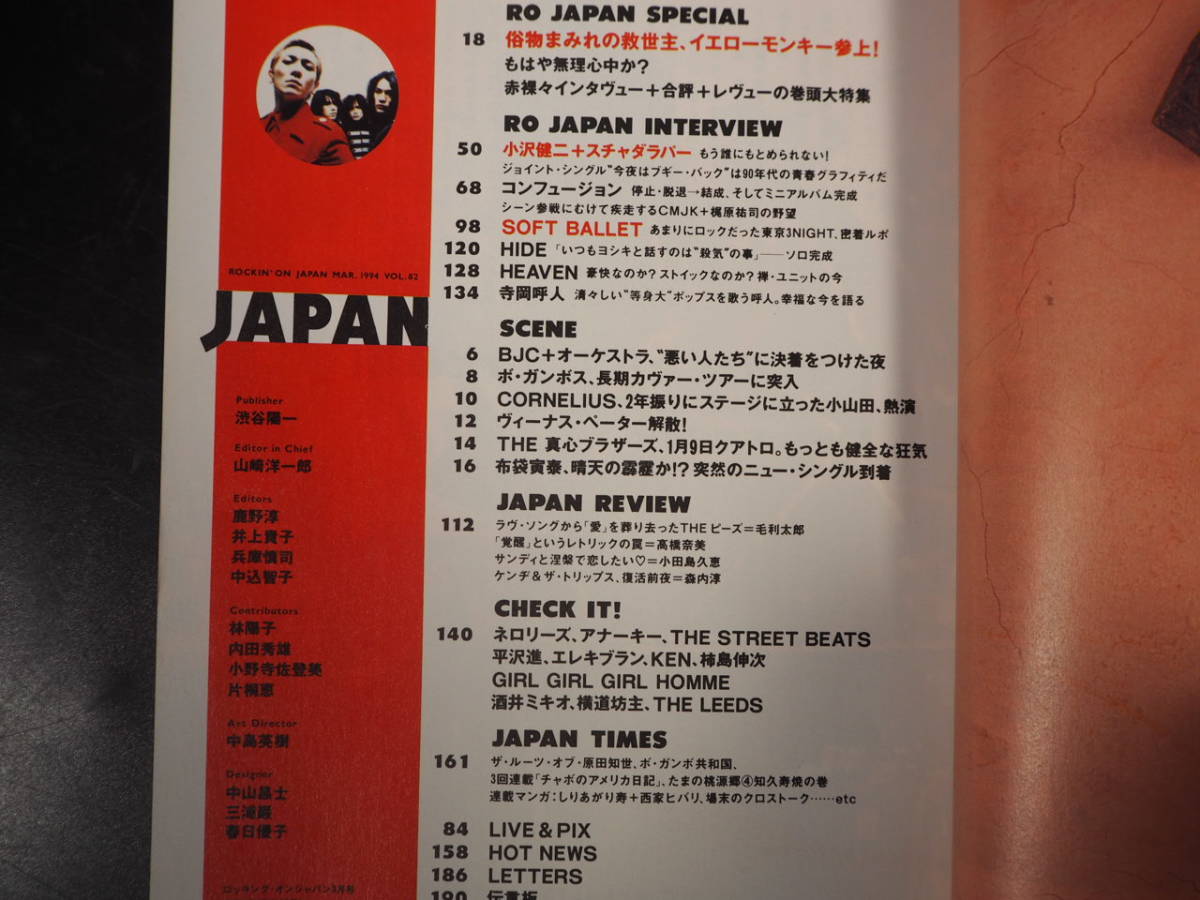 ROCKIN' ON JAPAN MAR. 1994 VOL.82
JAPAN
Publisher
渋谷陽一
Editor in Chief
山崎洋一郎
Editors
鹿野淳
井上貴子
兵庫慎司
中込智子
Contributors
林陽子
内田秀雄
小野寺佐登美
片桐恵
Art Director
中島英樹
Designer
中山昌士
三滝巌
春日優子
ロッキング・オンジャパン3月号
RO JAPAN SPECIAL
18 俗物まみれの救世主、イエローモンキー参上!
もはや無理心中か?
赤裸々インタヴュー+合評+レヴューの巻頭大特集
RO JAPAN INTERVIEW
50 小沢健二+スチャダラパー もう誰にもとめられない!
ジョイント・シングル"今夜はブギー・バック"は90年代の青春グラフィティだ
68 コンフュージョン 停止・脱退→結成、そしてミニアルバム完成
シーン参戦にむけて疾走するCMJK+梶原祐司の野望
98 SOFT BALLET あまりにロックだった東京3NIGHT、密着ルポ
120 HIDE 「いつもヨシキと話すのは"殺気"の事」──ソロ完成
128 HEAVEN 豪快なのか?ストイックなのか? 禅・ユニットの今
134 寺岡呼人 清々しい"等身大"ポップスを歌う呼人。幸福な今を語る
SCENE
6 BJC+オーケストラ、"悪い人たち"に決着をつけた夜
8 ボ・ガンボス、長期カヴァー・ツアーに突入
10 CORNELIUS、2年振りにステージに立った小山田、熱演
12 ヴィーナス・ペーター解散!
14 THE 真心ブラザーズ、1月9日クアトロ。もっとも健全な狂気
16 布袋寅泰、晴天の霹靂か!? 突然のニュー・シングル到着
JAPAN REVIEW
112 ラヴ・ソングから「愛」を葬り去ったTHE ピーズ=毛利太郎
「覚醒」というレトリックの罠=高橋奈美
サンディと涅槃で恋したい♡=小田島久恵
ケンヂ&ザ・トリップス、復活前夜=森内淳
CHECK IT!
140 ネロリーズ、アナーキー、THE STREET BEATS
平沢進、エレキブラン、KEN、柿島伸次
GIRL GIRL GIRL HOMME
酒井ミキオ、横道坊主、THE LEEDS
JAPAN TIMES
161 ザ・ルーツ・オブ・原田知世、ボ・ガンボ共和国、
3回連載「チャボのアメリカ日記」、たまの桃源郷④知久寿焼の巻
連載マンガ:しりあがり寿+西家ヒバリ、場末のクロストーク……etc
84 LIVE & PIX
158 HOT NEWS
186 LETTERS
190 伝言板